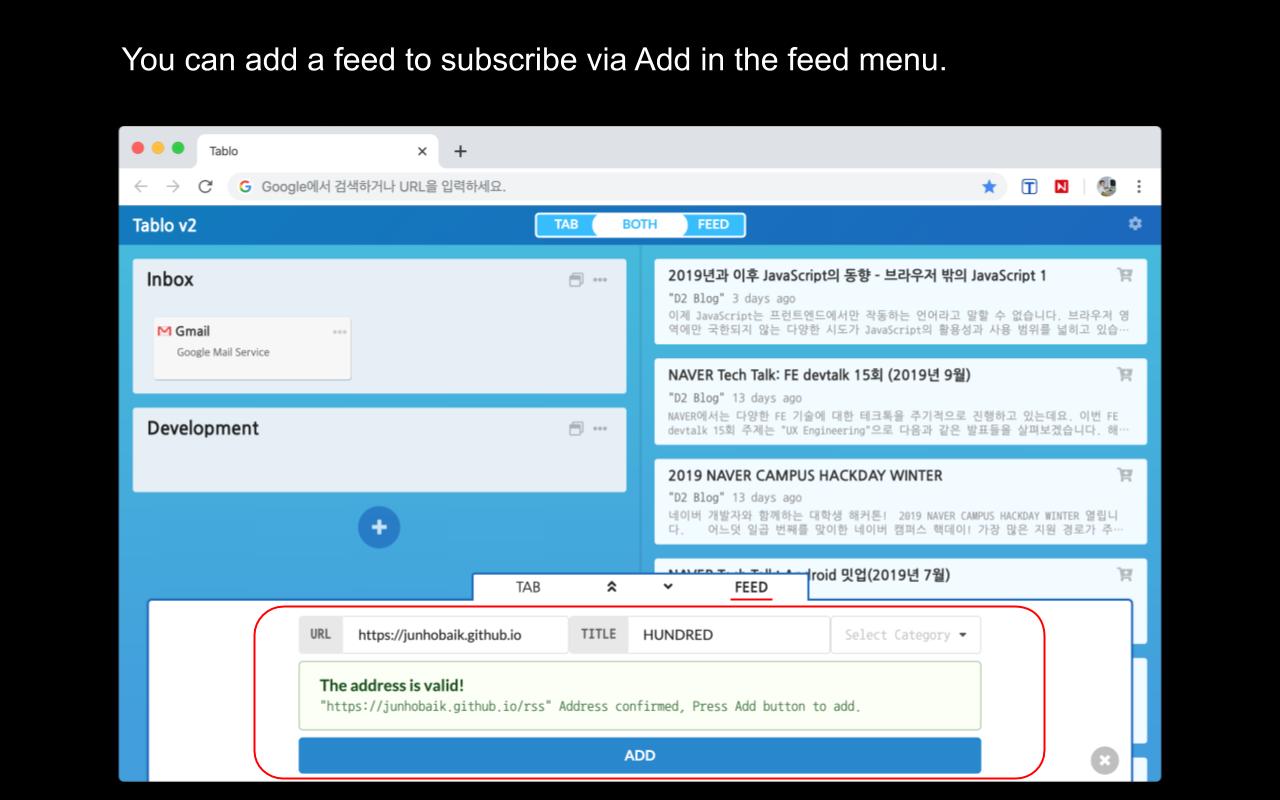 You can add a feed to subscribe via Add in the feed menu.
Tablo
Google에서 검색하거나 URL을 입력하세요.
Tablo v2
TAB BOTH FEED
Inbox
Gmail
Google Mail Service
Development
2019년과 이후 JavaScript의 동향 - 브라우저 밖의 JavaScript 1
"D2 Blog" 3 days ago
이제 JavaScript는 프런트엔드에서만 작동하는 언어라고 말할 수 없습니다. 브라우저 영
역에만 국한되지 않는 다양한 시도가 JavaScript의 활용성과 사용 범위를 넓히고 있습…
NAVER Tech Talk: FE devtalk 15회 (2019년 9월)
"D2 Blog" 13 days ago
NAVER에서는 다양한 FE 기술에 대한 테크톡을 주기적으로 진행하고 있는데요. 이번 FE
devtalk 15회 주제는 "UX Engineering"으로 다음과 같은 발표들을 살펴보겠습니다. 해…
2019 NAVER CAMPUS HACKDAY WINTER
"D2 Blog" 13 days ago
네이버 개발자와 함께하는 대학생 해커톤! 2019 NAVER CAMPUS HACKDAY WINTER 열립니
다. 어느덧 일곱 번째를 맞이한 네이버 캠퍼스 핵데이! 가장 많은 지원 경로가 주…
NAVER Tech Talk: Android 밋업(2019년 7월)
TAB FEED
URL https://junhobaik.github.io TITLE HUNDRED Select Category
The address is valid!
"https://junhobaik.github.io/rss" Address confirmed, Press Add button to add.
ADD